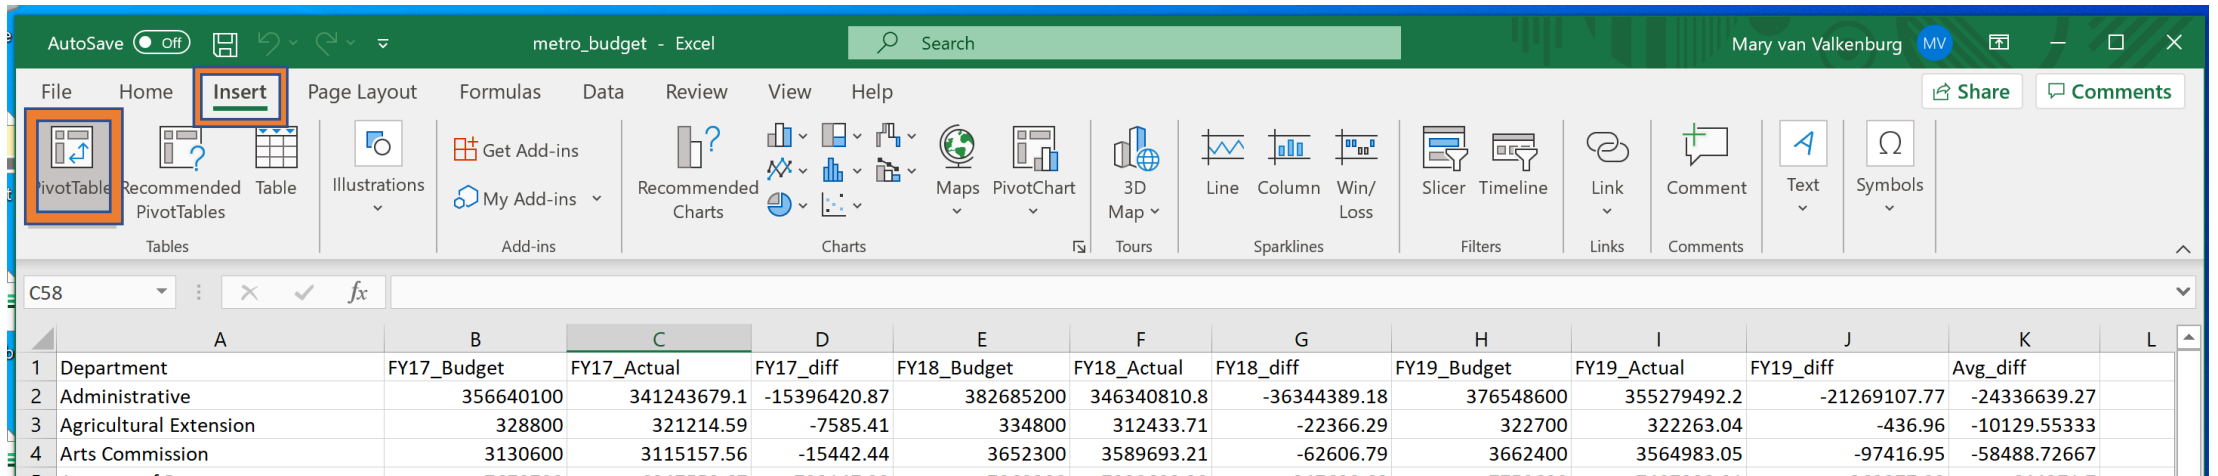 AutoSave Off metro_budget - Excel Search Mary van Valkenburg MV
File Home Insert Page Layout Formulas Data Review View Help Share Comments
PivotTable Recommended PivotTables Table Illustrations Get Add-ins My Add-ins Recommended Charts Maps PivotChart 3D Map Line Column Win/Loss Slicer Timeline Link Comment Text Symbols
Tables Add-ins Charts Tours Sparklines Filters Links Comments
C58 fx
A B C D E F G H I J K L
1 Department FY17_Budget FY17_Actual FY17_diff FY18_Budget FY18_Actual FY18_diff FY19_Budget FY19_Actual FY19_diff Avg_diff
2 Administrative 356640100 341243679.1 -15396420.87 382685200 346340810.8 -36344389.18 376548600 355279492.2 -21269107.77 -24336639.27
3 Agricultural Extension 328800 321214.59 -7585.41 334800 312433.71 -22366.29 322700 322263.04 -436.96 -10129.55333
4 Arts Commission 3130600 3115157.56 -15442.44 3652300 3589693.21 -62606.79 3662400 3564983.05 -97416.95 -58488.72667